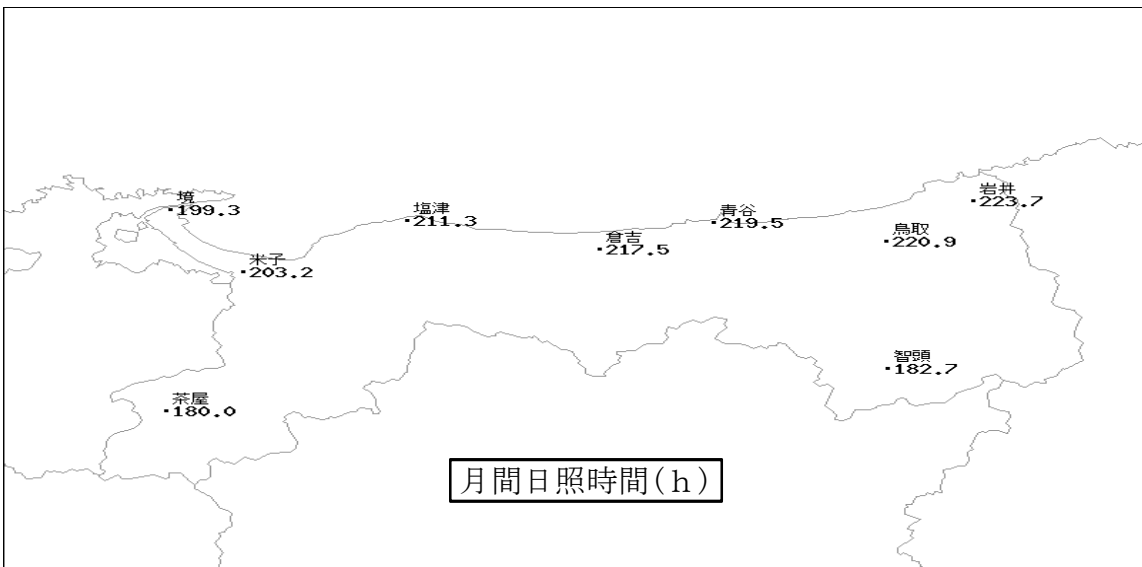 境
199.3
塩津
211.3
青谷
219.5
岩井
223.7
米子
203.2
倉吉
217.5
鳥取
220.9
茶屋
180.0
智頭
182.7
月間日照時間(h)